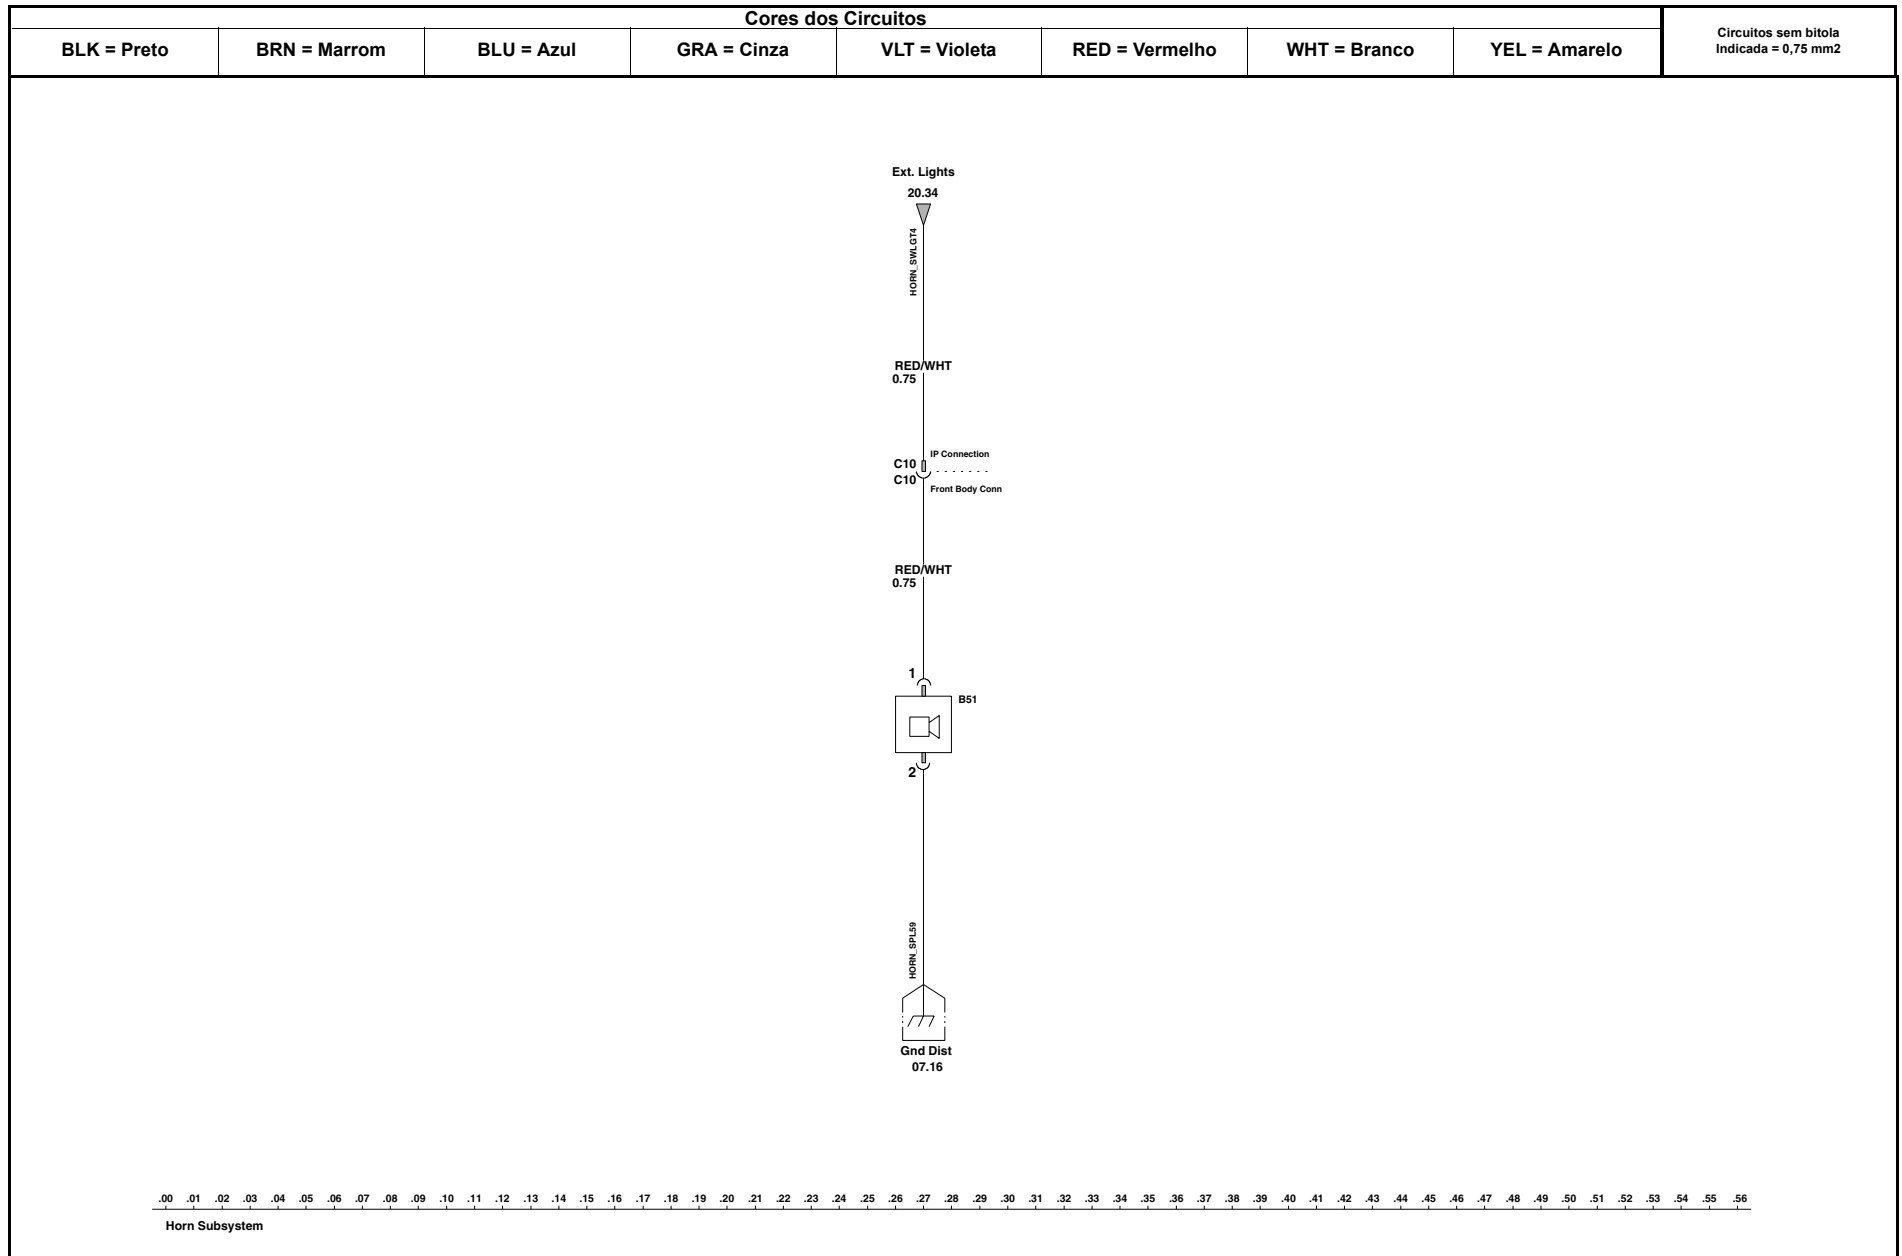 Cores dos Circuitos
BLK = Preto
BRN = Marrom
BLU = Azul
GRA = Cinza
VLT = Violeta
RED = Vermelho
WHT = Branco
YEL = Amarelo
Circuitos sem bitola
Indicada = 0,75 mm2
Ext. Lights
20.34
HORN_SWLGT4
RED/WHT
0.75
IP Connection
C10
C10
Front Body Conn
RED/WHT
0.75
1
B51
2
HORN_SPL59
Gnd Dist
07.16
.00 .01 .02 .03 .04 .05 .06 .07 .08 .09 .10 .11 .12 .13 .14 .15 .16 .17 .18 .19 .20 .21 .22 .23 .24 .25 .26 .27 .28 .29 .30 .31 .32 .33 .34 .35 .36 .37 .38 .39 .40 .41 .42 .43 .44 .45 .46 .47 .48 .49 .50 .51 .52 .53 .54 .55 .56
Horn Subsystem